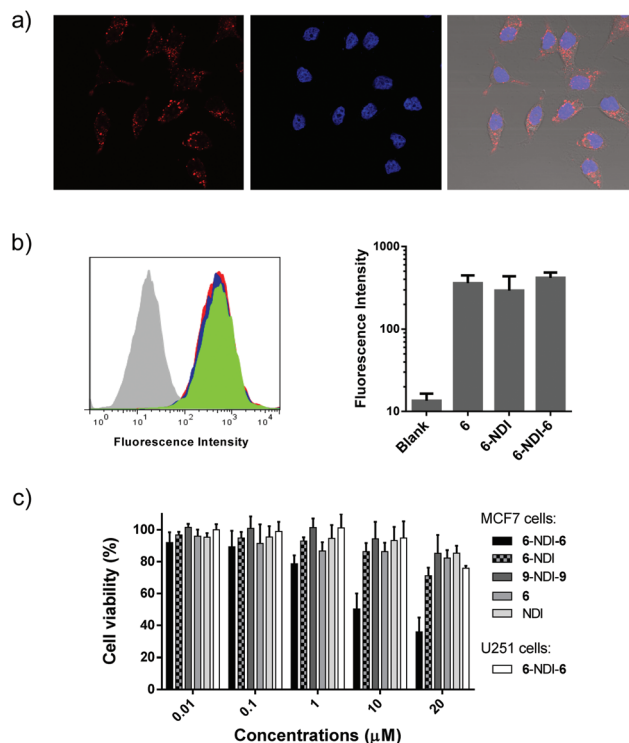 a)
b)
10⁰ 10¹ 10² 10³ 10⁴
Fluorescence Intensity
Fluorescence Intensity
1000
100
10
Blank
6
6-NDI
6-NDI-6
c)
Cell viability (%)
100
80
60
40
20
0
0.01
0.1
1
10
20
Concentrations (µM)
MCF7 cells:
6-NDI-6
6-NDI
9-NDI-9
6
NDI
U251 cells:
6-NDI-6